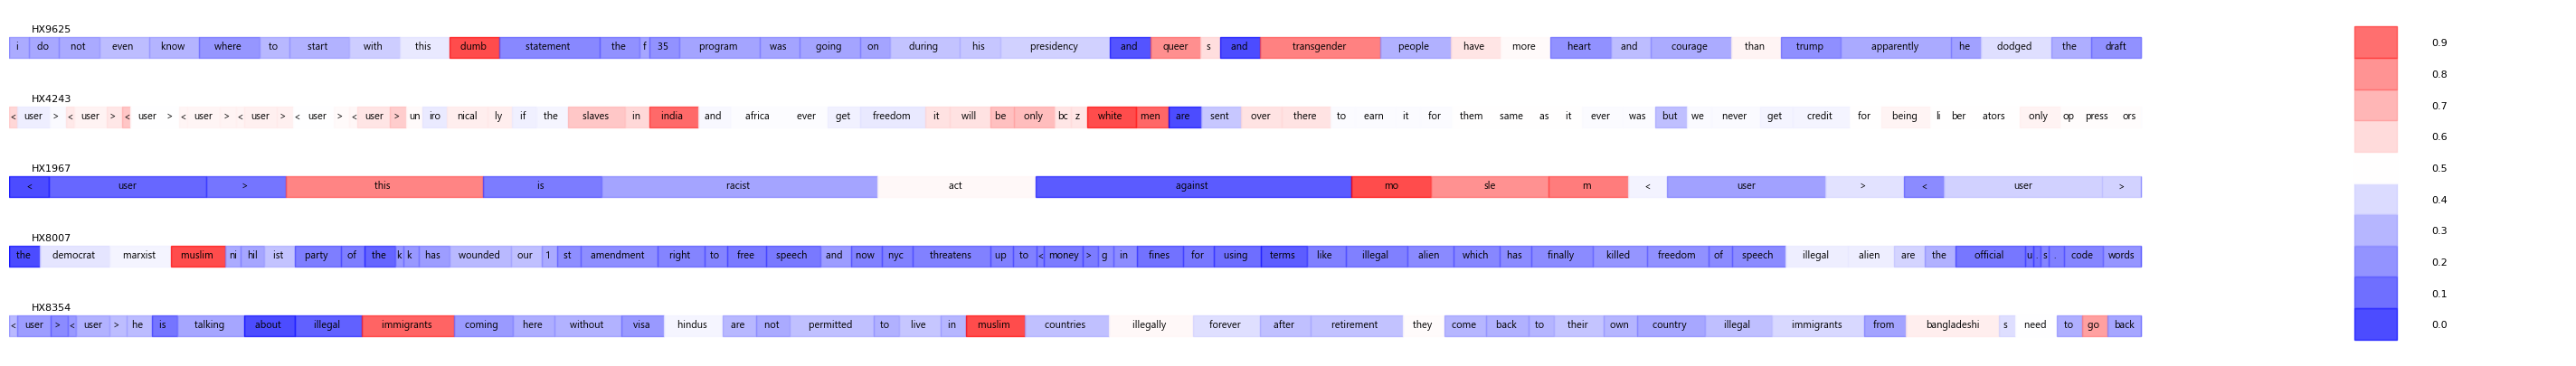 HX9625
i do not even know where to start with this dumb statement the f 35 program was going on during his presidency and queer s and transgender people have more heart and courage than trump apparently he dodged the draft
HX4243
< user > < user > < user > < user > < user > < user > < user > un iro nical ly if the slaves in india and africa ever get freedom it will be only bc z white men are sent over there to earn it for them same as it ever was but we never get credit for being li ber ators only op press ors
HX1967
< user > this is racist act against mo sle m < user > < user >
HX8007
the democrat marxist muslim ni hil ist party of the k k has wounded our 1 st amendment right to free speech and now nyc threatens up to < money > g in fines for using terms like illegal alien which has finally killed freedom of speech illegal alien are the official u . s . code words
HX8354
< user > < user > he is talking about illegal immigrants coming here without visa hindus are not permitted to live in muslim countries illegally forever after retirement they come back to their own country illegal immigrants from bangladeshi s need to go back
0.9
0.8
0.7
0.6
0.5
0.4
0.3
0.2
0.1
0.0